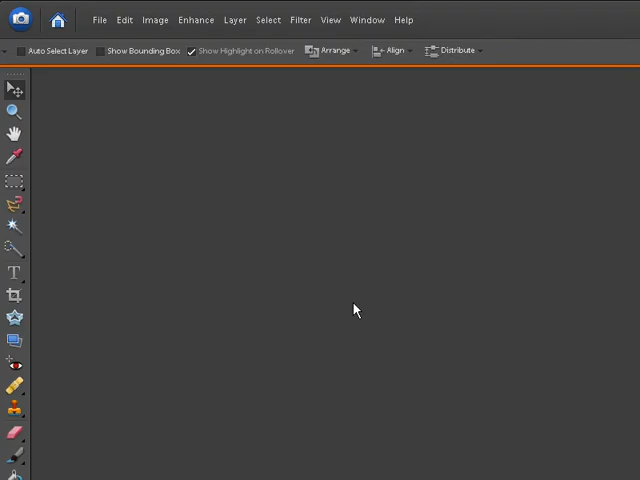 File Edit Image Enhance Layer Select Filter View Window Help
Auto Select Layer Show Bounding Box Show Highlight on Rollover Arrange Align Distribute
T